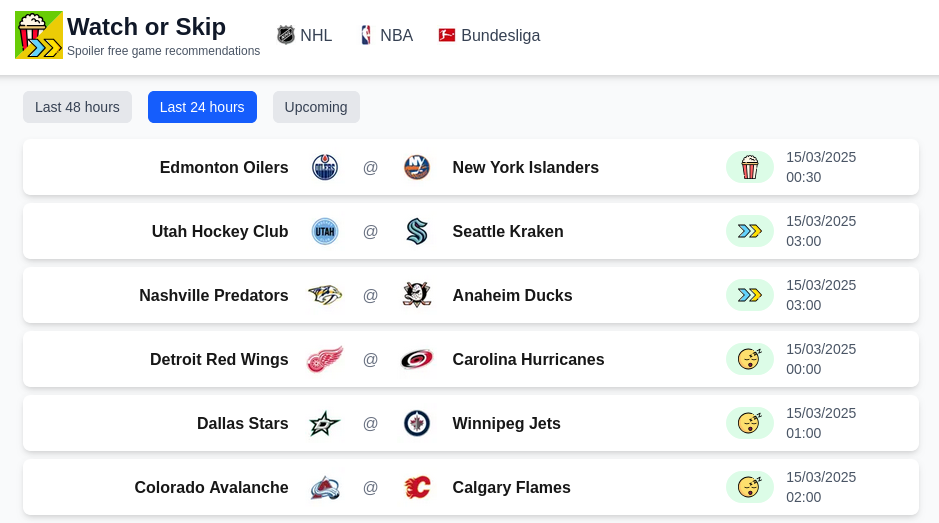 Watch or Skip
Spoiler free game recommendations
NHL
NBA
Bundesliga
Last 48 hours
Last 24 hours
Upcoming
Edmonton Oilers @ New York Islanders 15/03/2025
00:30
Utah Hockey Club @ Seattle Kraken 15/03/2025
03:00
Nashville Predators @ Anaheim Ducks 15/03/2025
03:00
Detroit Red Wings @ Carolina Hurricanes 15/03/2025
00:00
Dallas Stars @ Winnipeg Jets 15/03/2025
01:00
Colorado Avalanche @ Calgary Flames 15/03/2025
02:00